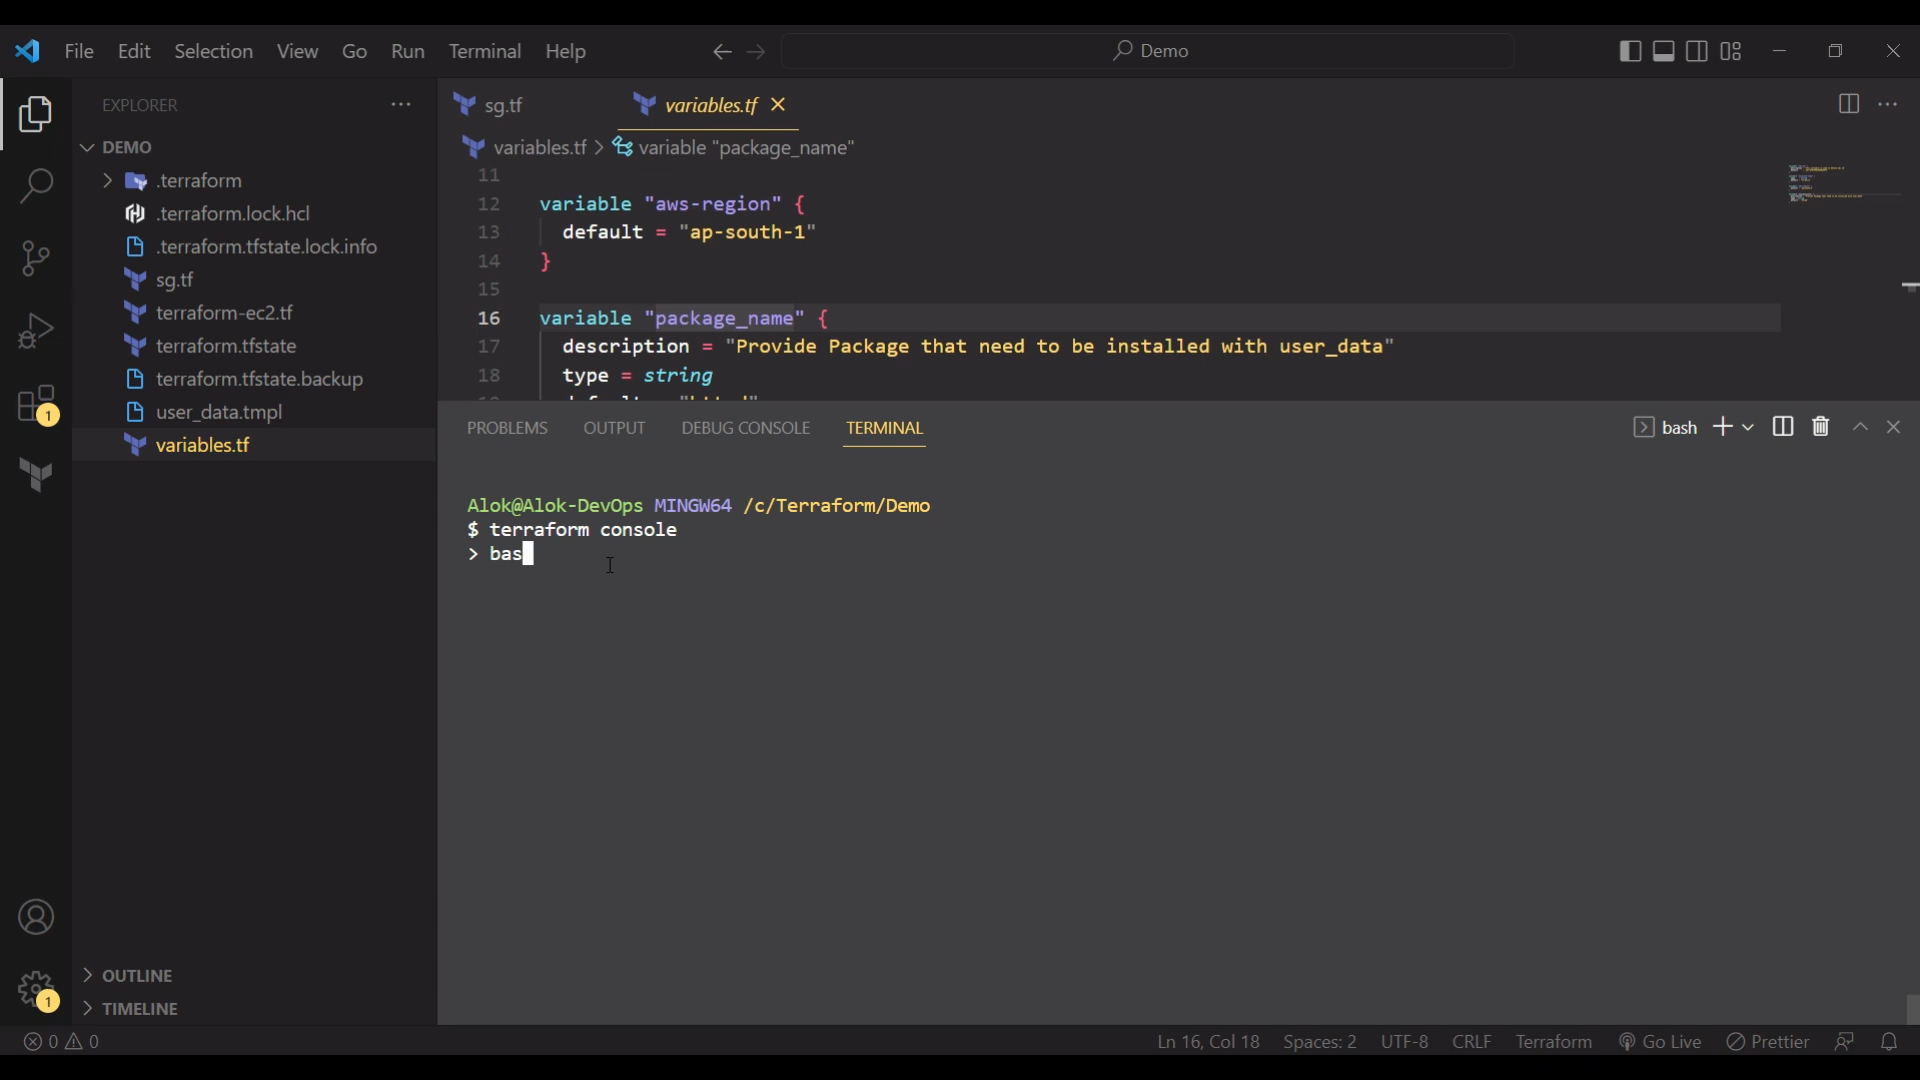 File Edit Selection View Go Run Terminal Help
Demo
EXPLORER
DEMO
.terraform
.terraform.lock.hcl
.terraform.tfstate.lock.info
sg.tf
terraform-ec2.tf
terraform.tfstate
terraform.tfstate.backup
user_data.tmpl
variables.tf
OUTLINE
TIMELINE
1
1
sg.tf variables.tf
variables.tf > variable "package_name"
11
12 variable "aws-region" {
13 default = "ap-south-1"
14 }
15
16 variable "package_name" {
17 description = "Provide Package that need to be installed with user_data"
18 type = string
PROBLEMS OUTPUT DEBUG CONSOLE TERMINAL
bash
Alok@Alok-DevOps MINGW64 /c/Terraform/Demo
$ terraform console
> bas
0 0
Ln 16, Col 18 Spaces: 2 UTF-8 CRLF Terraform Go Live Prettier